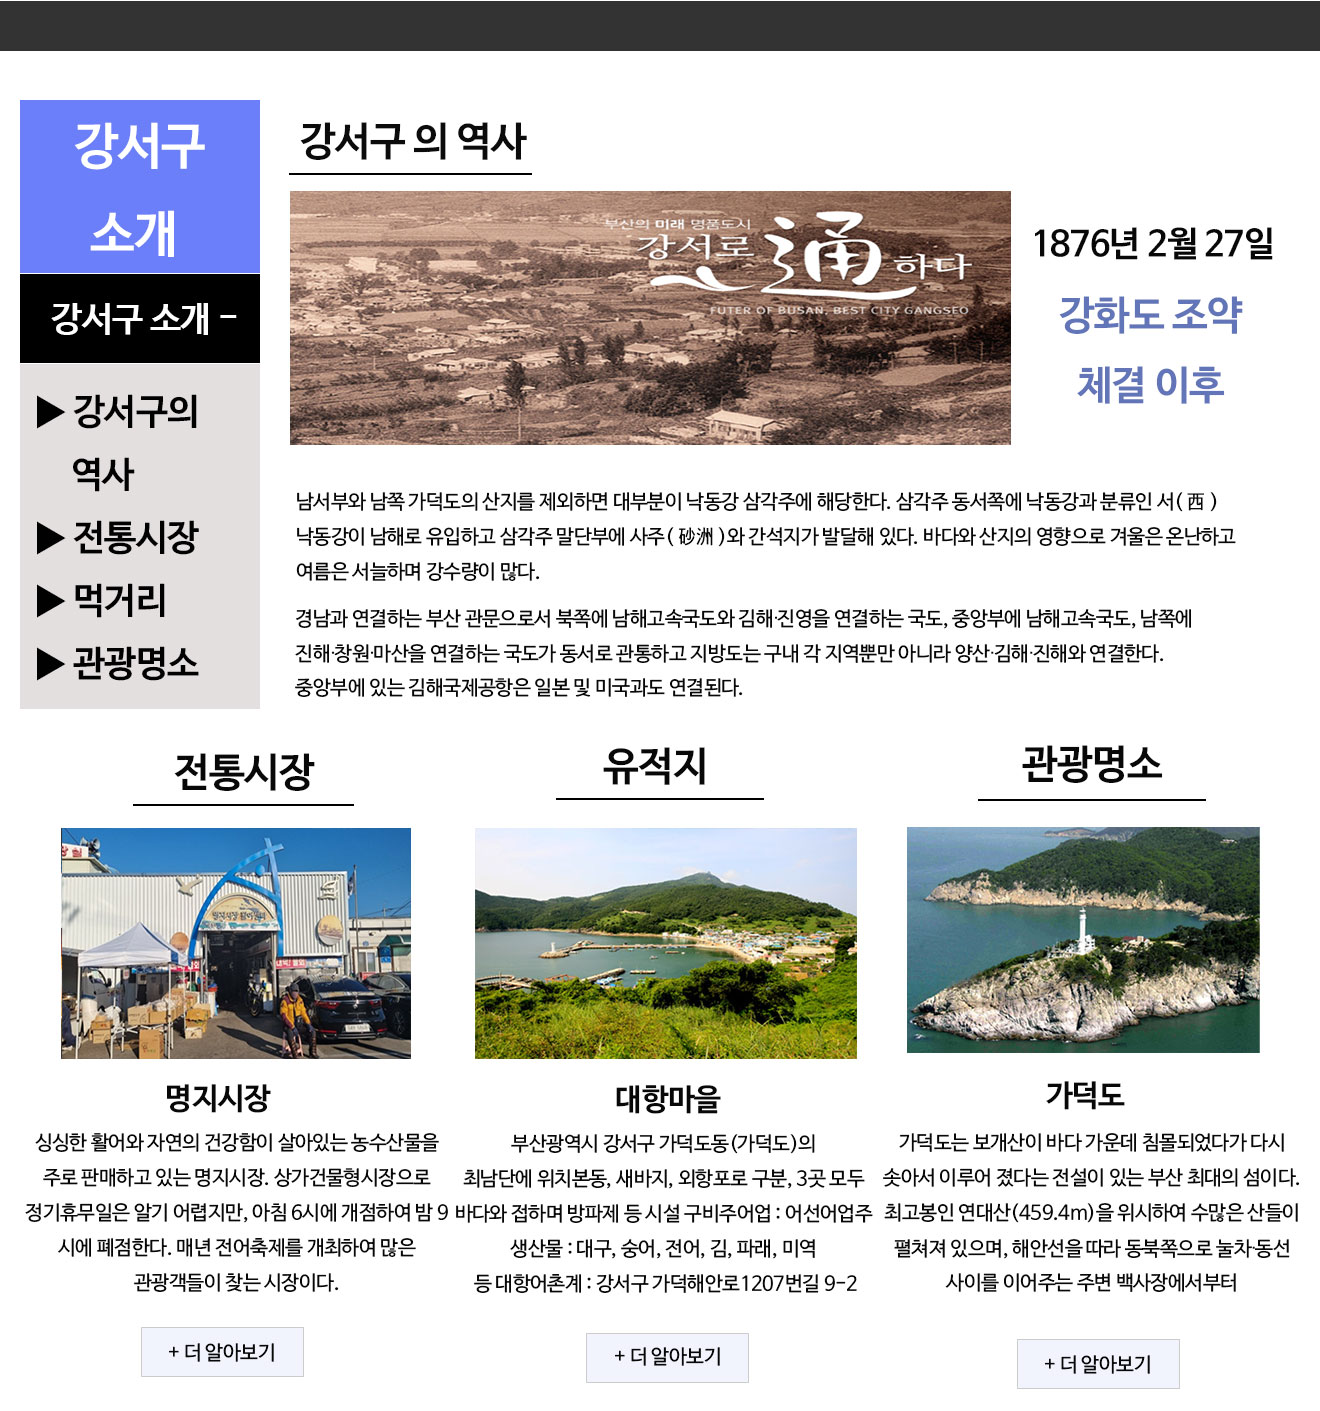 강서구
소개
강서구 소개 -
▶ 강서구의
역사
▶ 전통시장
▶ 먹거리
▶ 관광명소
강서구 의 역사
부산의 미래 명품도시
강서로 通 하다
FUTER OF BUSAN, BEST CITY GANGSEO
1876년 2월 27일
강화도 조약
체결 이후
남서부와 남쪽 가덕도의 산지를 제외하면 대부분이 낙동강 삼각주에 해당한다. 삼각주 동서쪽에 낙동강과 분류인 서( 西 )
낙동강이 남해로 유입하고 삼각주 말단부에 사주( 砂洲 )와 간석지가 발달해 있다. 바다와 산지의 영향으로 겨울은 온난하고
여름은 서늘하며 강수량이 많다.
경남과 연결하는 부산 관문으로서 북쪽에 남해고속국도와 김해·진영을 연결하는 국도, 중앙부에 남해고속국도, 남쪽에
진해·창원·마산을 연결하는 국도가 동서로 관통하고 지방도는 구내 각 지역뿐만 아니라 양산·김해·진해와 연결한다.
중앙부에 있는 김해국제공항은 일본 및 미국과도 연결된다.
전통시장
명지시장
싱싱한 활어와 자연의 건강함이 살아있는 농수산물을
주로 판매하고 있는 명지시장. 상가건물형시장으로
정기휴무일은 알기 어렵지만, 아침 6시에 개점하여 밤 9
시에 폐점한다. 매년 전어축제를 개최하여 많은
관광객들이 찾는 시장이다.
+ 더 알아보기
유적지
대항마을
부산광역시 강서구 가덕도동(가덕도)의
최남단에 위치본동, 새바지, 외항포로 구분, 3곳 모두
바다와 접하며 방파제 등 시설 구비주어업 : 어선어업주
생산물 : 대구, 숭어, 전어, 김, 파래, 미역
등 대항어촌계 : 강서구 가덕해안로1207번길 9-2
+ 더 알아보기
관광명소
가덕도
가덕도는 보개산이 바다 가운데 침몰되었다가 다시
솟아서 이루어 졌다는 전설이 있는 부산 최대의 섬이다.
최고봉인 연대산(459.4m)을 위시하여 수많은 산들이
펼쳐져 있으며, 해안선을 따라 동북쪽으로 눌차·동선
사이를 이어주는 주변 백사장에서부터
+ 더 알아보기